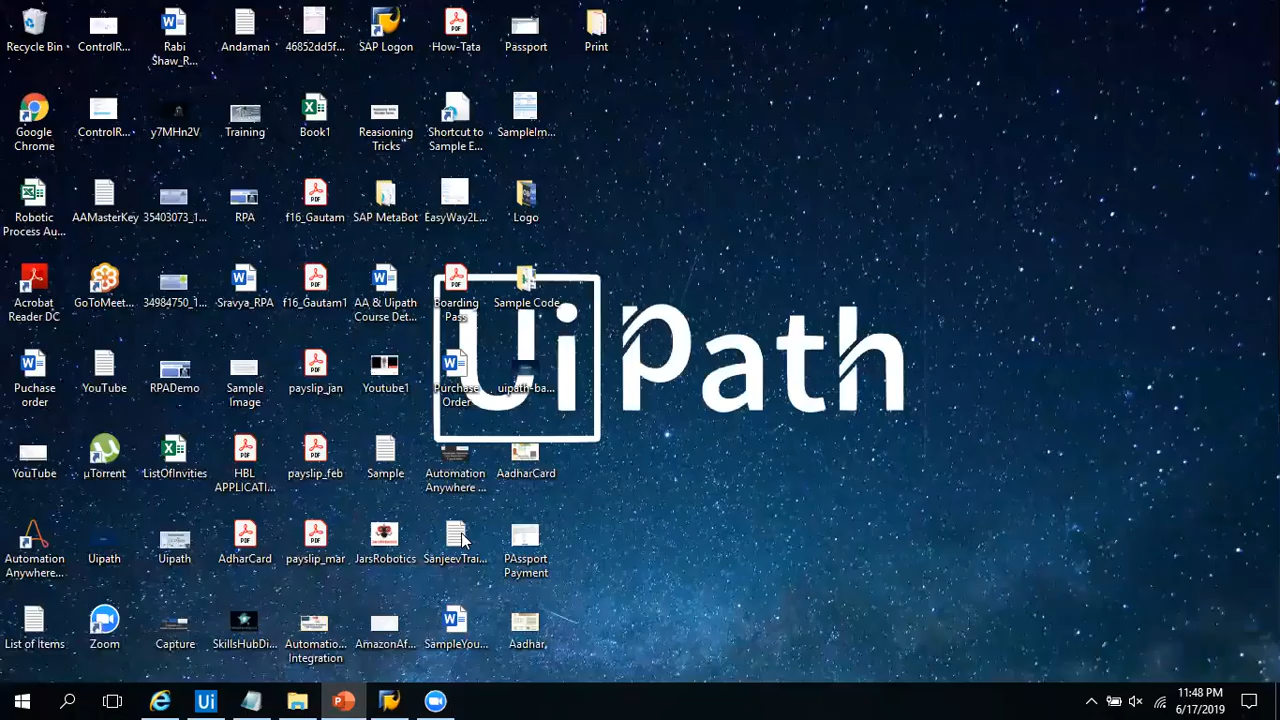 Recycle Bin
ControlR...
Rabi
Shaw_R...
Andaman
46852dd5f...
SAP Logon
How-Tata
Passport
Print
Google
Chrome
ControlR...
y7MHn2V
Training
Book1
Reasioning
Tricks
Shortcut to
Sample E...
SampleIm...
Robotic
Process Au...
AAMasterKey
35403073_1...
RPA
f16_Gautam
SAP MetaBot
EasyWay2L...
Logo
Acrobat
Reader DC
GoToMeet...
34984750_1...
Sravya_RPA
f16_Gautam1
AA & Uipath
Course Det...
Boarding
Pass
Sample Code
UiPath
Puchase
order
YouTube
RPADemo
Sample
Image
payslip_jan
Youtube1
Purchase
Order
uipath-ba...
YouTube
µTorrent
ListOfInvities
HBL
APPLICATI...
payslip_feb
Sample
Automation
Anywhere ...
AadharCard
Automation
Anywhere...
Uipath
Uipath
AdharCard
payslip_mar
JarsRobotics
SanjeevTrai...
PAssport
Payment
List of Items
Zoom
Capture
SkillsHubDi...
Automatio...
Integration
AmazonAf...
SampleYou...
Aadhar
Ui
11:48 PM
6/17/2019